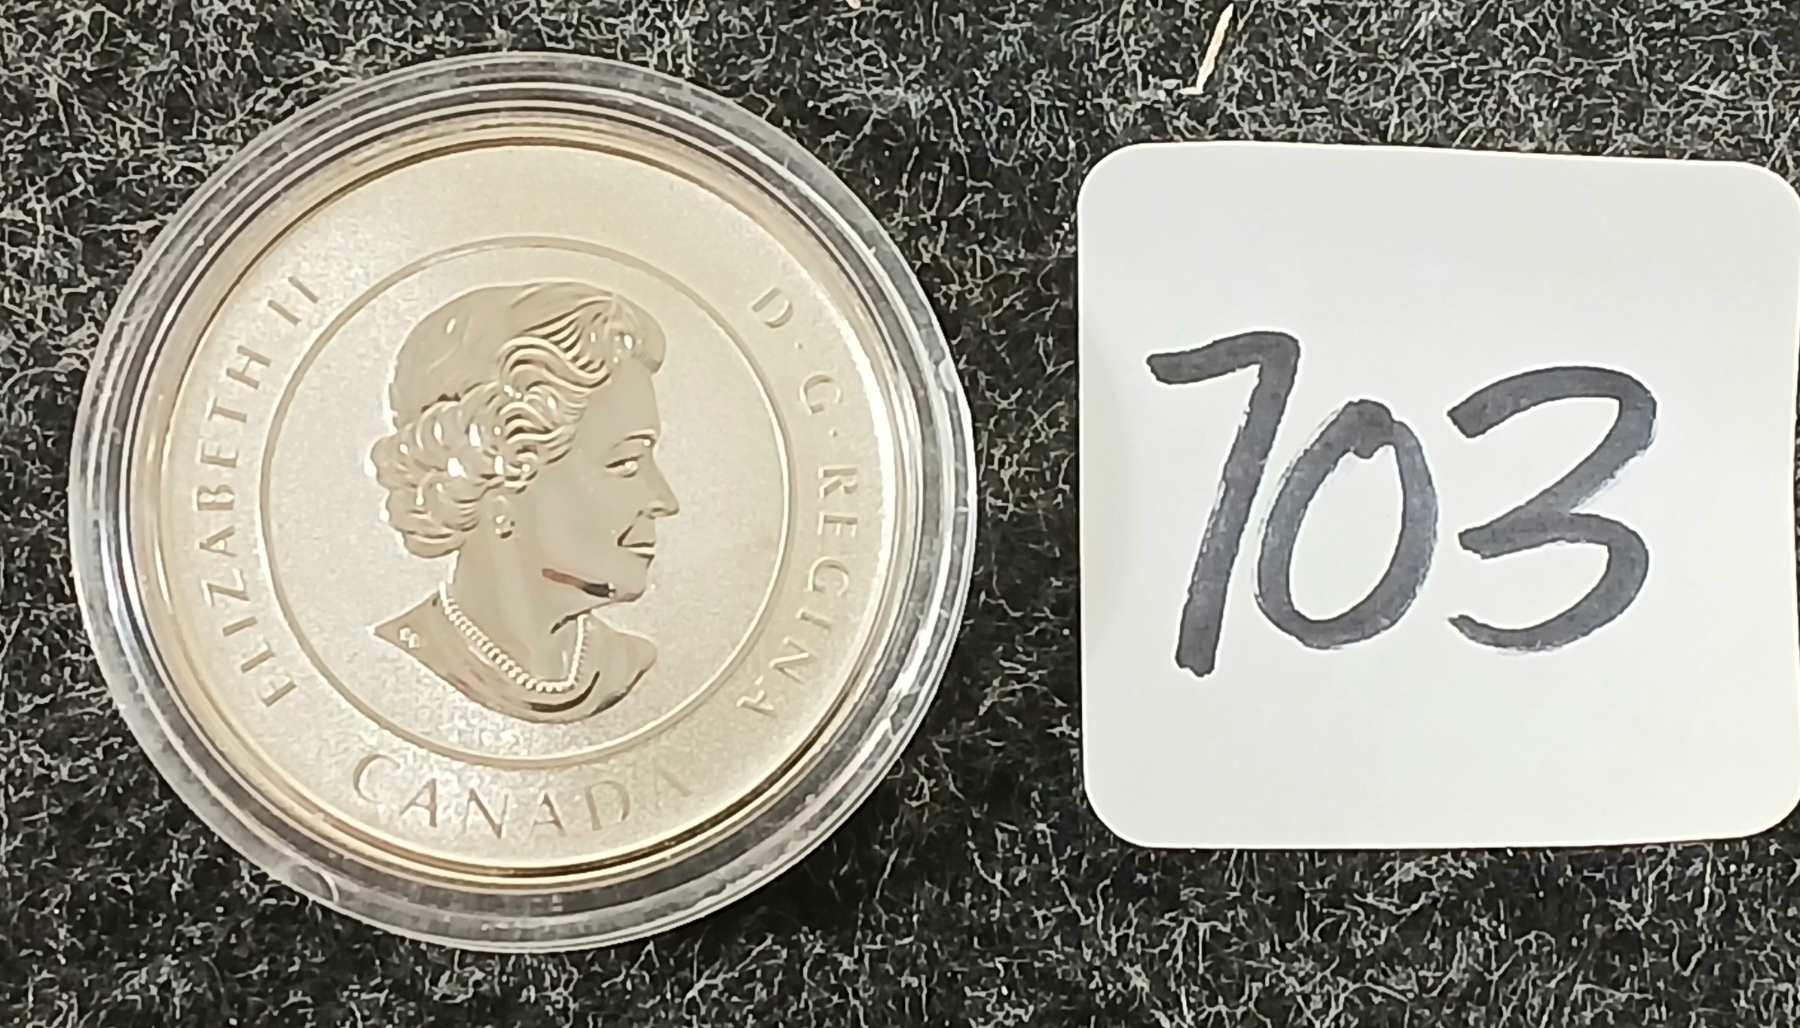 ELIZABETH II
D·G·REGINA
CANADA
703